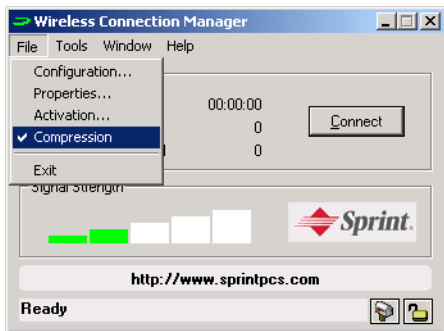 Wireless Connection Manager
File Tools Window Help
Configuration...
Properties...
Activation...
Compression
Exit
00:00:00
0
0
Connect
Signal Strength
Sprint.
http://www.sprintpcs.com
Ready